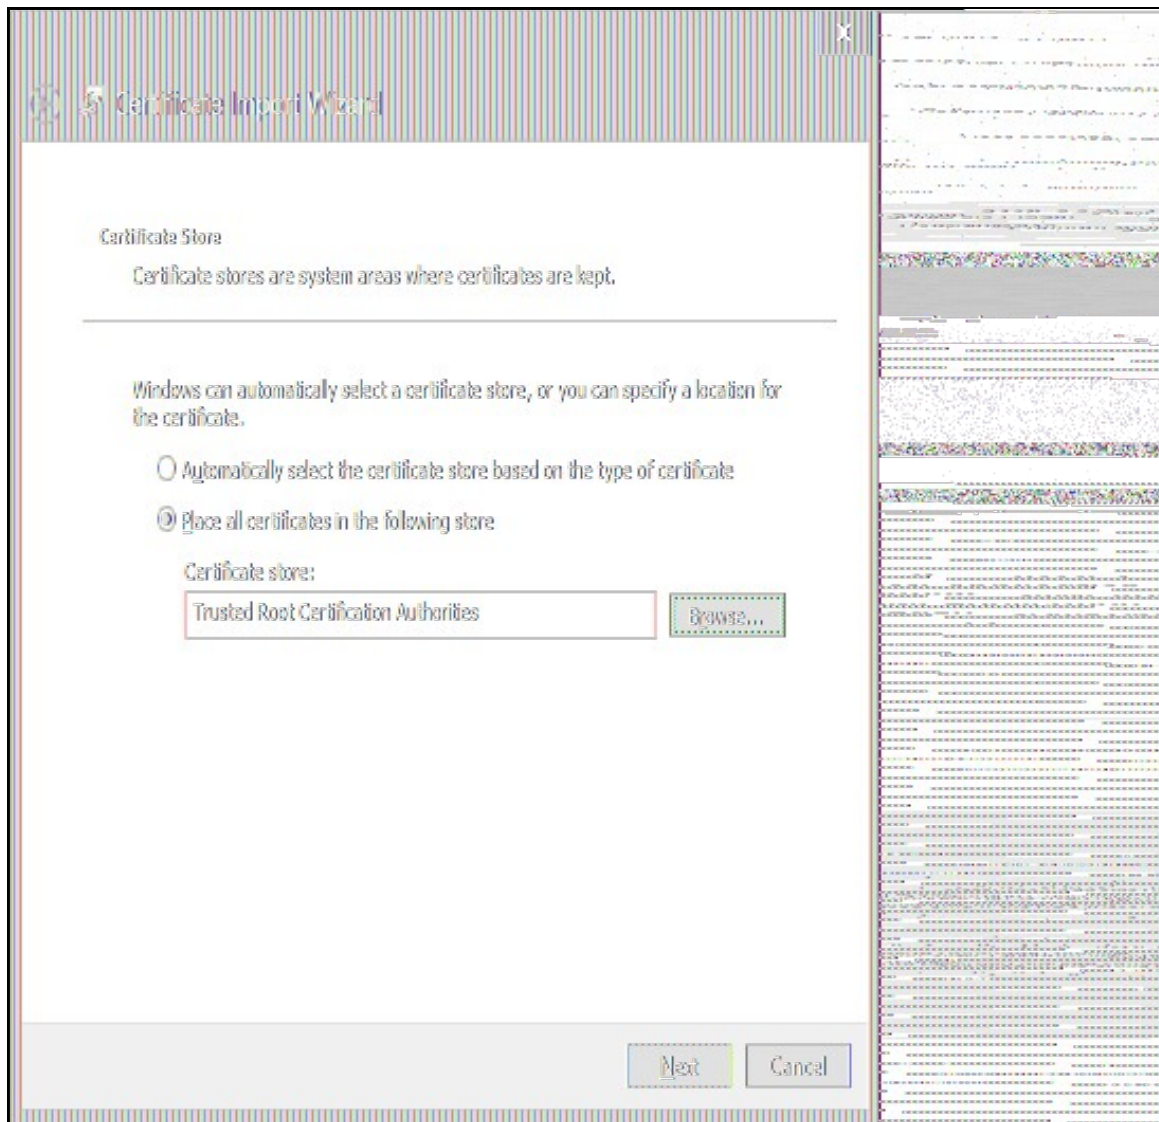 x
Certificate Import Wizard
Certificate Store
Certificate stores are system areas where certificates are kept.
Windows can automatically select a certificate store, or you can specify a location for
the certificate.
Automatically select the certificate store based on the type of certificate
Place all certificates in the following store
Certificate store:
Trusted Root Certification Authorities
Browse...
Next
Cancel